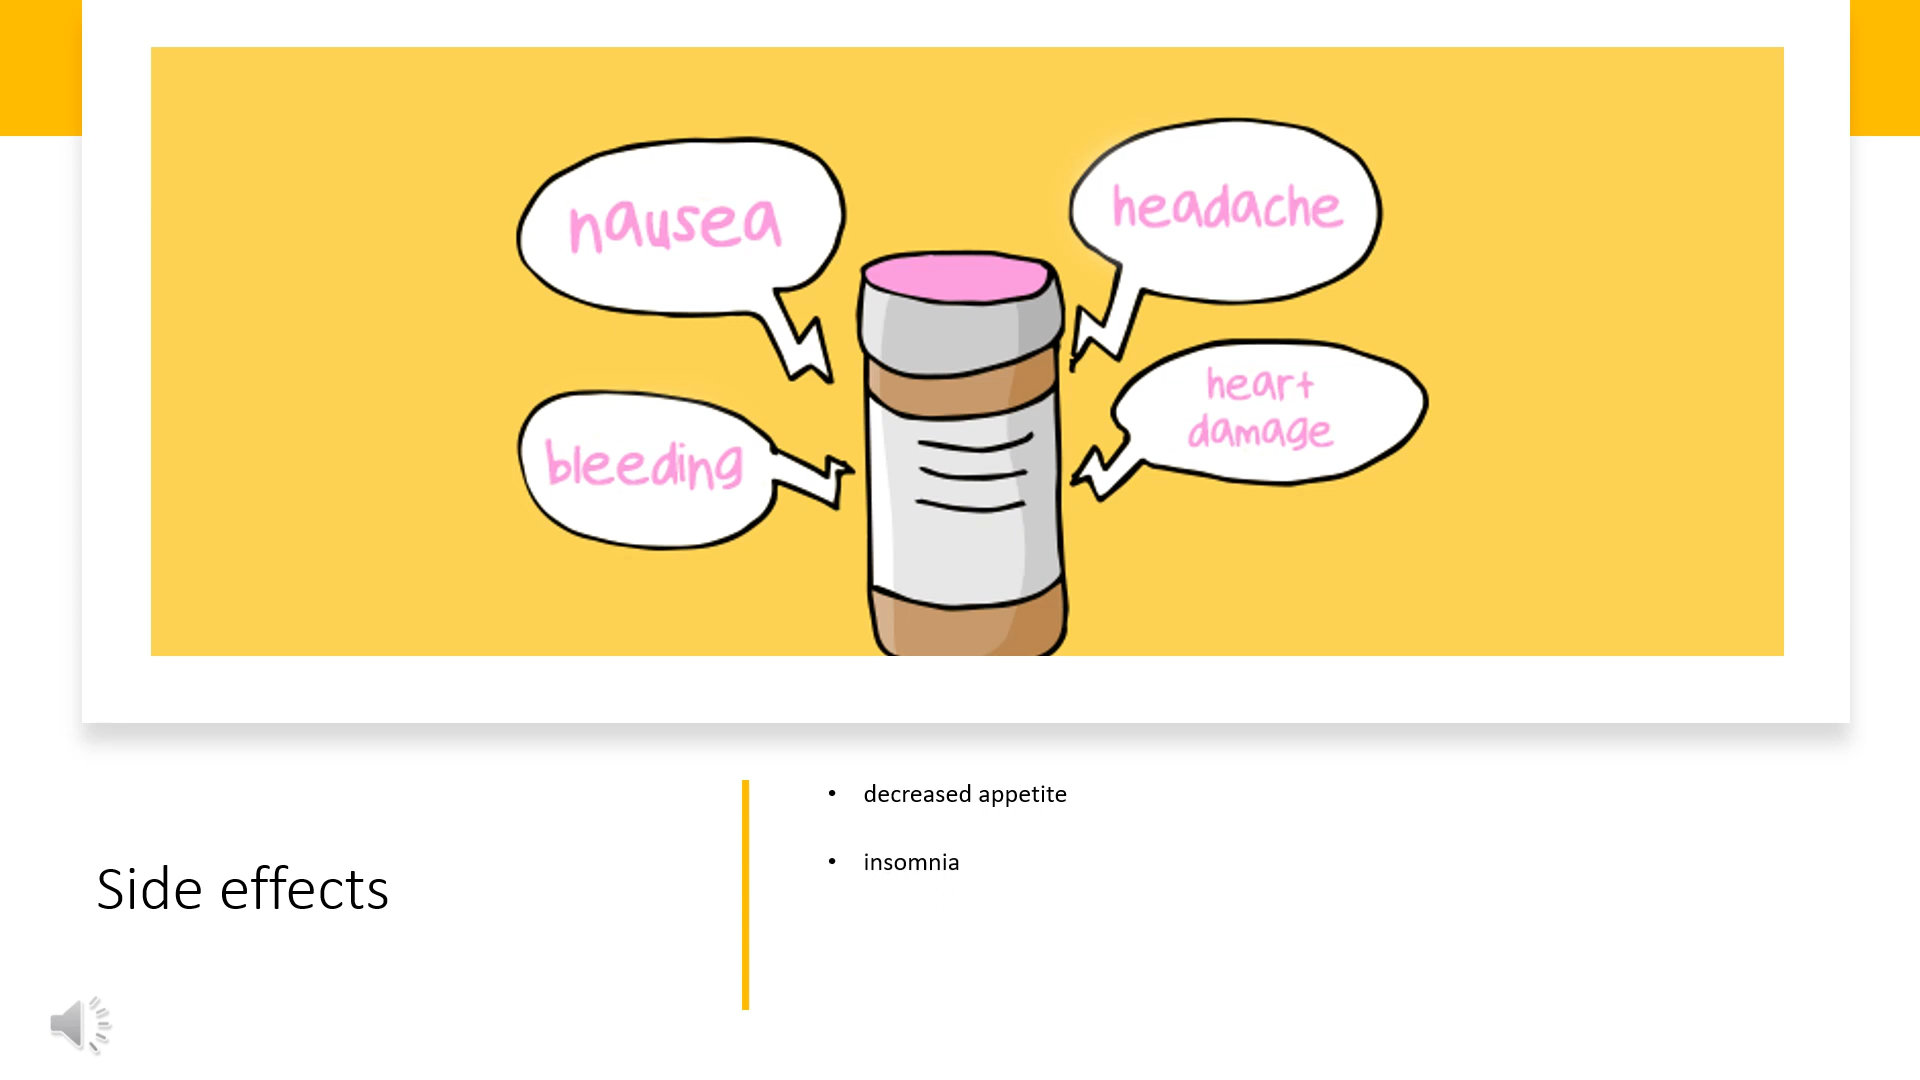 nausea
headache
bleeding
heart
damage
Side effects
• decreased appetite
• insomnia